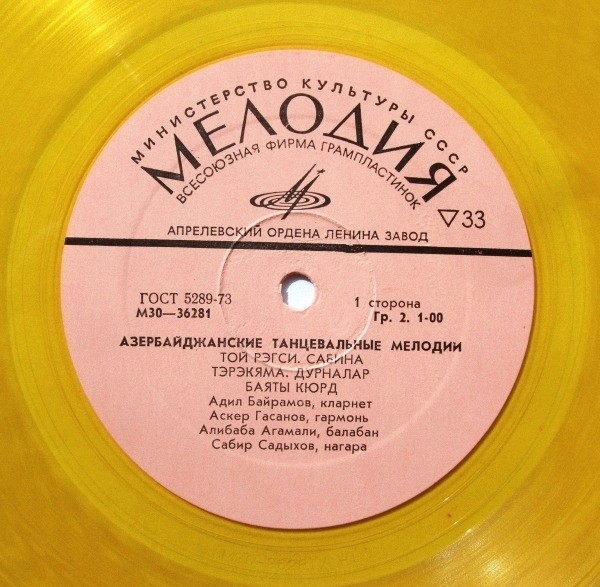 МИНИСТЕРСТВО КУЛЬТУРЫ СССР
МЕЛОДИЯ
ВСЕСОЮЗНАЯ ФИРМА ГРАМПЛАСТИНОК
▽33
АПРЕЛЕВСКИЙ ОРДЕНА ЛЕНИНА ЗАВОД
ГОСТ 5289-73
М30—36281
1 сторона
Гр. 2. 1-00
АЗЕРБАЙДЖАНСКИЕ ТАНЦЕВАЛЬНЫЕ МЕЛОДИИ
ТОЙ РЭГСИ. САБИНА
ТЭРЭКЯМА. ДУРНАЛАР
БАЯТЫ КЮРД
Адил Байрамов, кларнет
Аскер Гасанов, гармонь
Алибаба Агамали, балабан
Сабир Садыхов, нагара